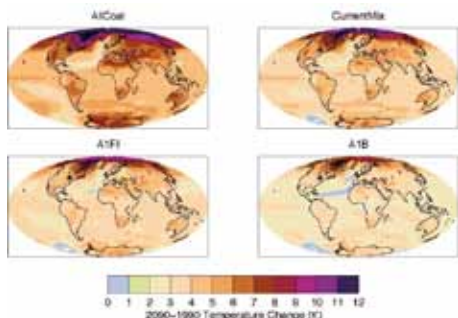 AllCoal CurrentMix
A1FI A1B
0 1 2 3 4 5 6 7 8 9 10 11 12
2090-1990 Temperature Change (K)